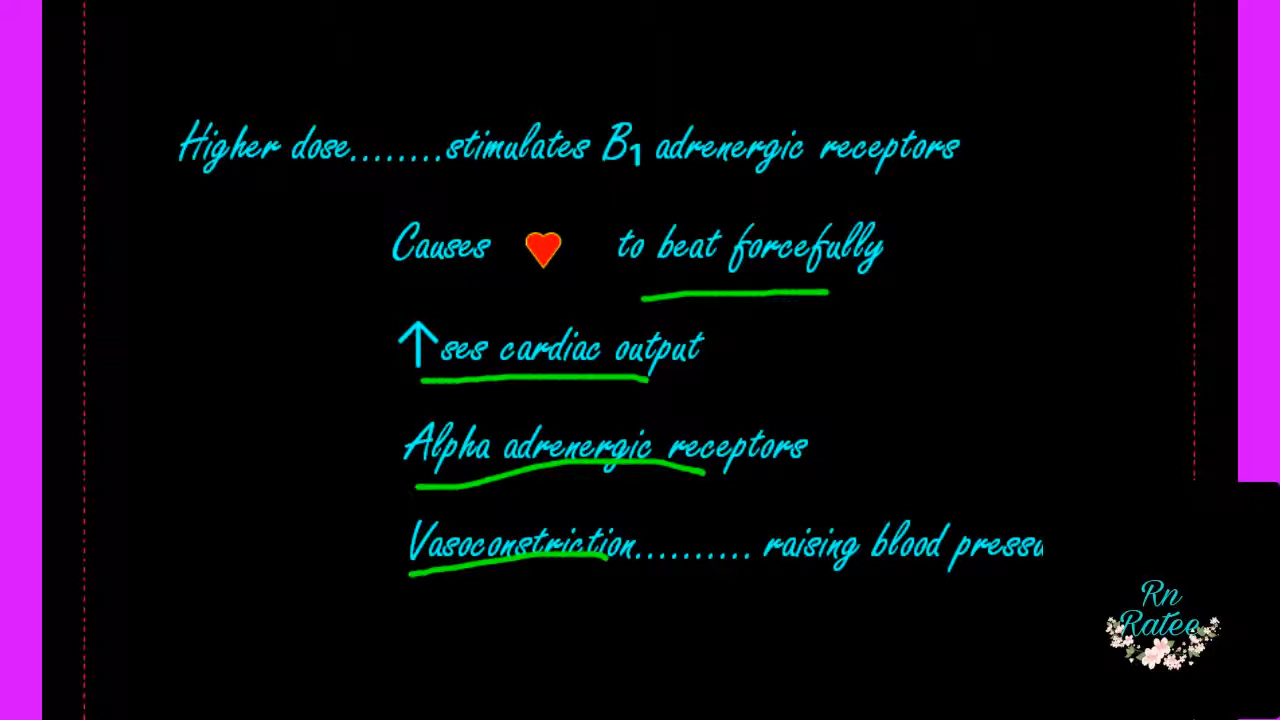 Higher dose........stimulates B₁ adrenergic receptors
Causes ❤ to beat forcefully
↑ses cardiac output
Alpha adrenergic receptors
Vasoconstriction.......... raising blood pressu
Rn
Ratee